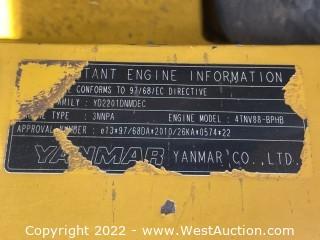 TANT ENGINE INFORMATION
CONFORMS TO 97/68/EC DIRECTIVE
FAMILY : YD2201DNMDEC
NE TYPE : 3NNPA ENGINE MODEL : 4TNV88-BPHB
APPROVAL NUMBER : e13*97/68DA*2010/26KA*0574*22
YANMAR YANMAR CO., LTD.
Copyright 2022 - www.WestAuction.com